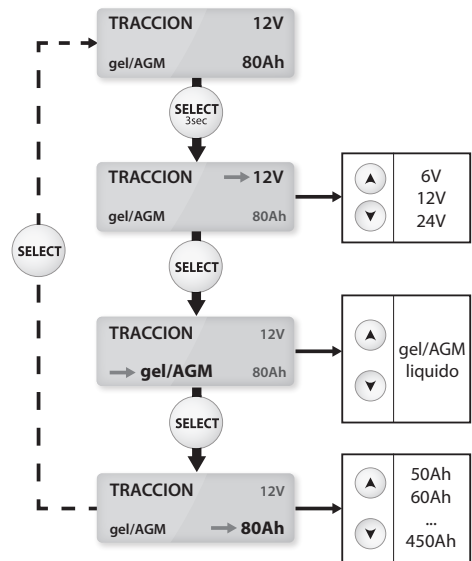 TRACCION 12V
gel/AGM 80Ah
SELECT
3sec
TRACCION 12V
gel/AGM 80Ah
6V
12V
24V
SELECT
SELECT
TRACCION 12V
gel/AGM 80Ah
gel/AGM
liquido
SELECT
TRACCION 12V
gel/AGM 80Ah
50Ah
60Ah
...
450Ah